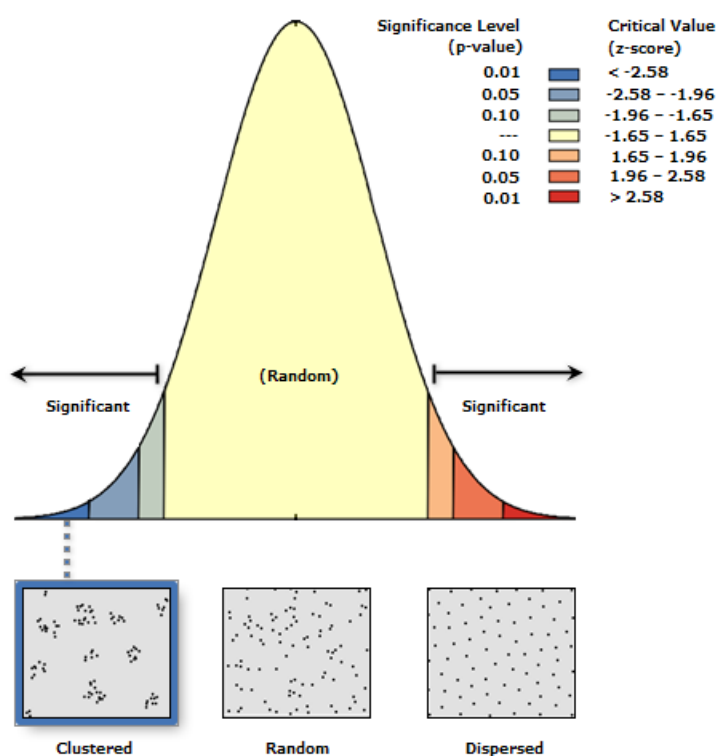 Significance Level Critical Value
(p-value) (z-score)
0.01 < -2.58
0.05 -2.58 – -1.96
0.10 -1.96 – -1.65
--- -1.65 – 1.65
0.10 1.65 – 1.96
0.05 1.96 – 2.58
0.01 > 2.58
(Random)
Significant Significant
Clustered Random Dispersed